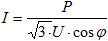 I = P / √3 · U · cos φ